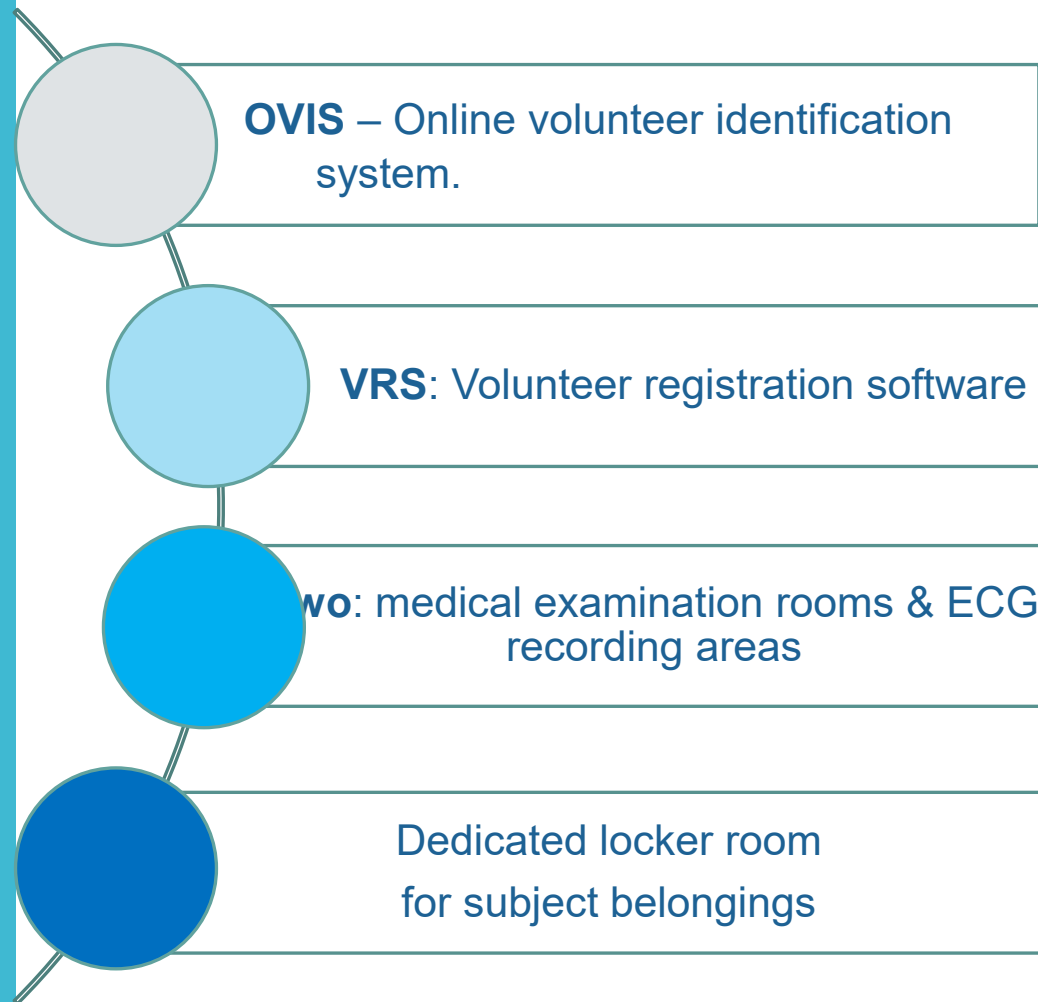 OVIS – Online volunteer identification
system.
VRS: Volunteer registration software
wo: medical examination rooms & ECG
recording areas
Dedicated locker room
for subject belongings